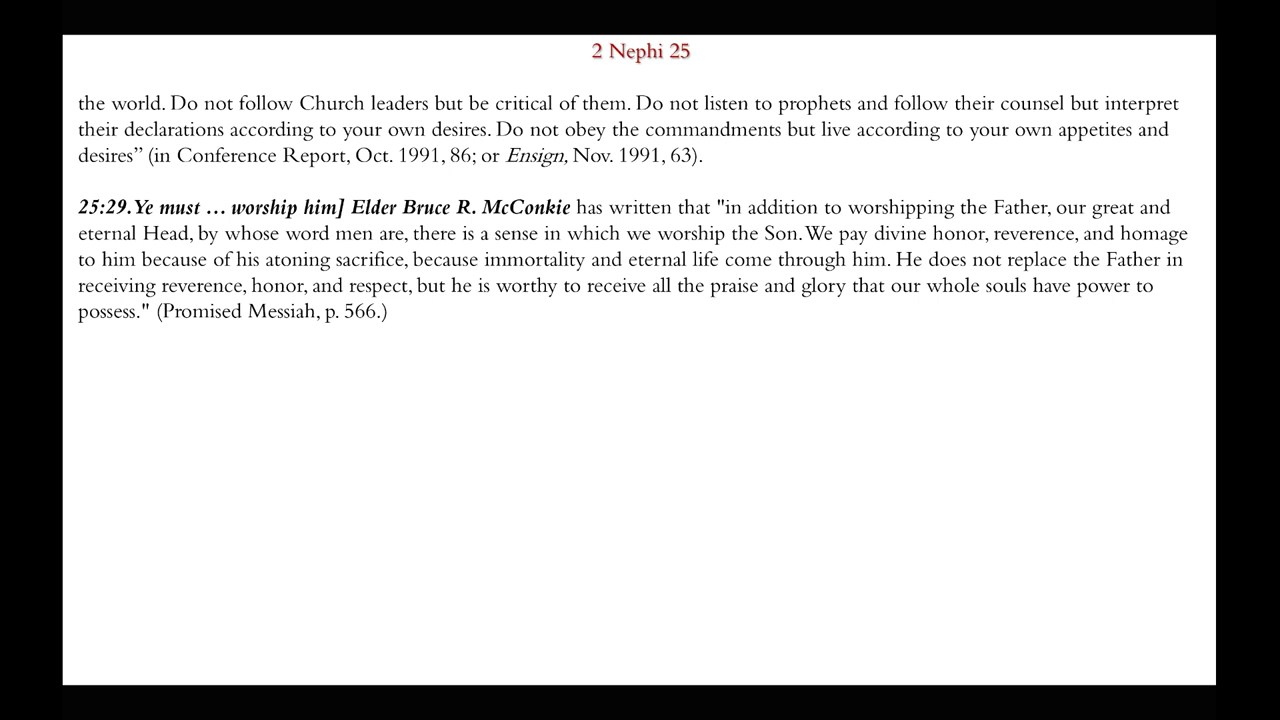 2 Nephi 25
the world. Do not follow Church leaders but be critical of them. Do not listen to prophets and follow their counsel but interpret
their declarations according to your own desires. Do not obey the commandments but live according to your own appetites and
desires” (in Conference Report, Oct. 1991, 86; or Ensign, Nov. 1991, 63).
25:29. Ye must … worship him] Elder Bruce R. McConkie has written that "in addition to worshipping the Father, our great and
eternal Head, by whose word men are, there is a sense in which we worship the Son. We pay divine honor, reverence, and homage
to him because of his atoning sacrifice, because immortality and eternal life come through him. He does not replace the Father in
receiving reverence, honor, and respect, but he is worthy to receive all the praise and glory that our whole souls have power to
possess." (Promised Messiah, p. 566.)